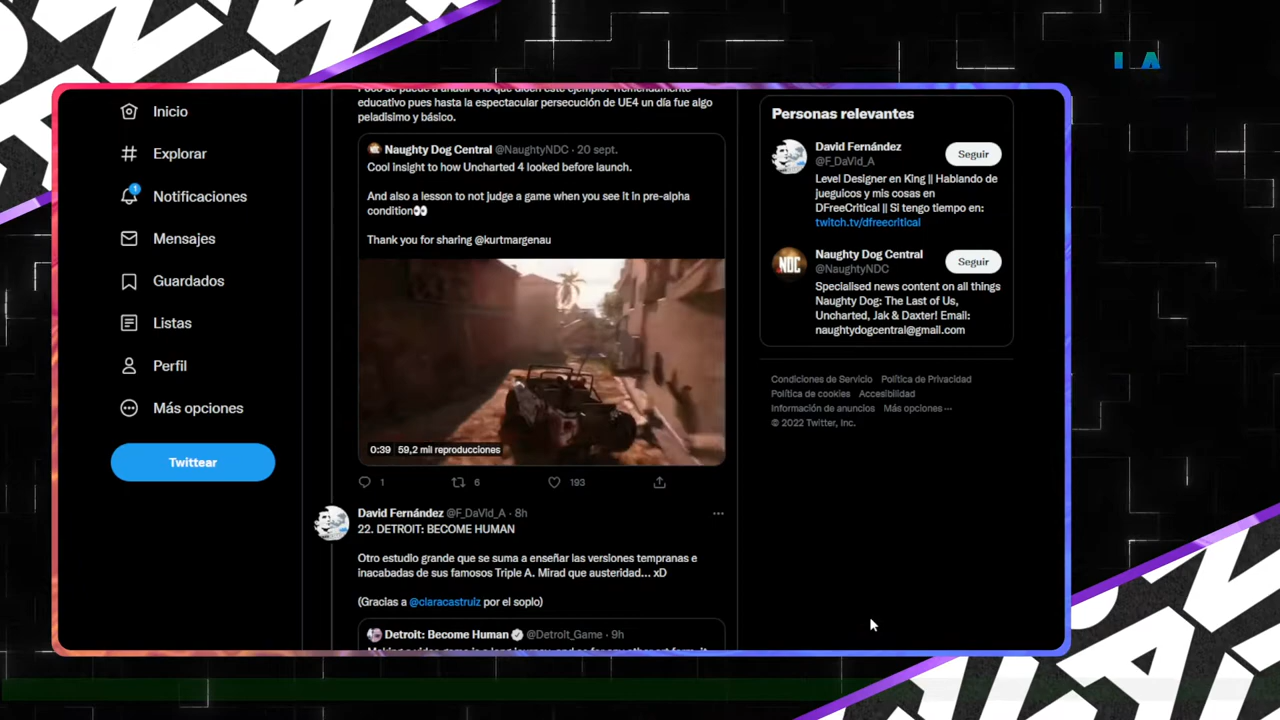 Inicio
Explorar
1
Notificaciones
Mensajes
Guardados
Listas
Perfil
Más opciones
Twittear
educativo pues hasta la espectacular persecución de UE4 un día fue algo
peladisimo y básico.
Naughty Dog Central @NaughtyNDC · 20 sept.
Cool insight to how Uncharted 4 looked before launch.
And also a lesson to not judge a game when you see it in pre-alpha
condition👀
Thank you for sharing @kurtmargenau
0:39 59,2 mil reproducciones
1 6 193
David Fernández @F_DaVId_A · 8h
22. DETROIT: BECOME HUMAN
Otro estudio grande que se suma a enseñar las versiones tempranas e
inacabadas de sus famosos Triple A. Mirad que austeridad... xD
(Gracias a @claracastruiz por el soplo)
Detroit: Become Human @Detroit_Game · 9h
Personas relevantes
David Fernández
@F_DaVId_A
Seguir
Level Designer en King || Hablando de
jueguicos y mis cosas en
DFreeCritical || Si tengo tiempo en:
twitch.tv/dfreecritical
NDC
Naughty Dog Central
@NaughtyNDC
Seguir
Specialised news content on all things
Naughty Dog: The Last of Us,
Uncharted, Jak & Daxter! Email:
naughtydogcentral@gmail.com
Condiciones de Servicio Política de Privacidad
Política de cookies Accesibilidad
Información de anuncios Más opciones ···
© 2022 Twitter, Inc.